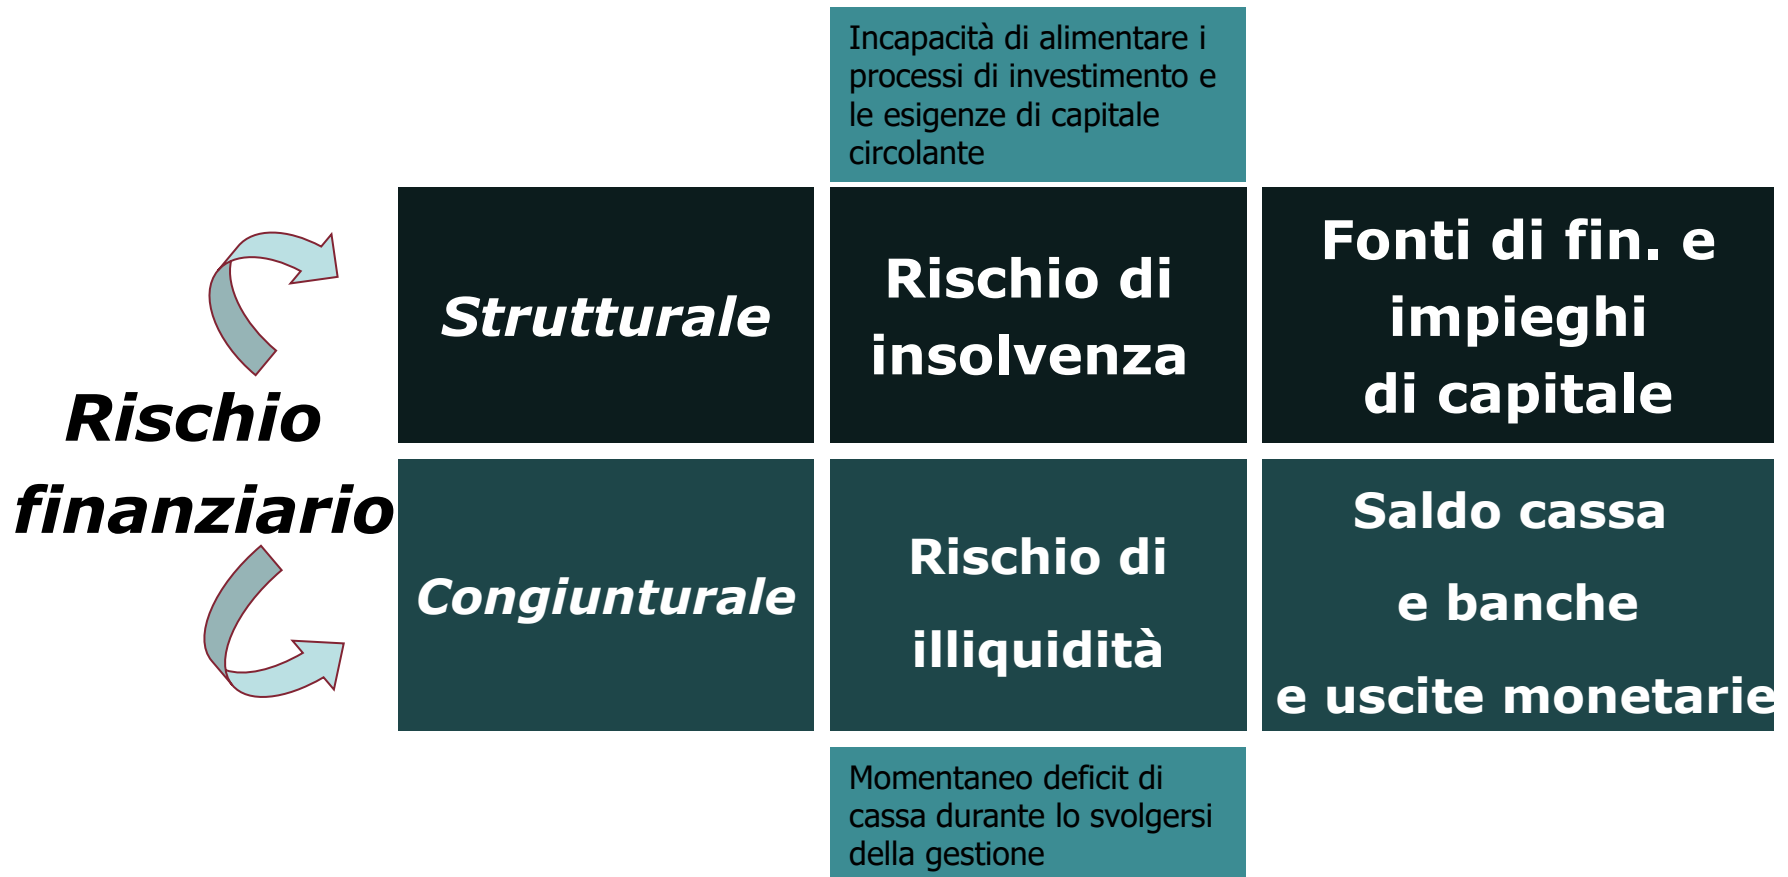 Incapacità di alimentare i
processi di investimento e
le esigenze di capitale
circolante
Rischio
finanziario
Strutturale
Rischio di
insolvenza
Fonti di fin. e
impieghi
di capitale
Congiunturale
Rischio di
illiquidità
Saldo cassa
e banche
e uscite monetarie
Momentaneo deficit di
cassa durante lo svolgersi
della gestione